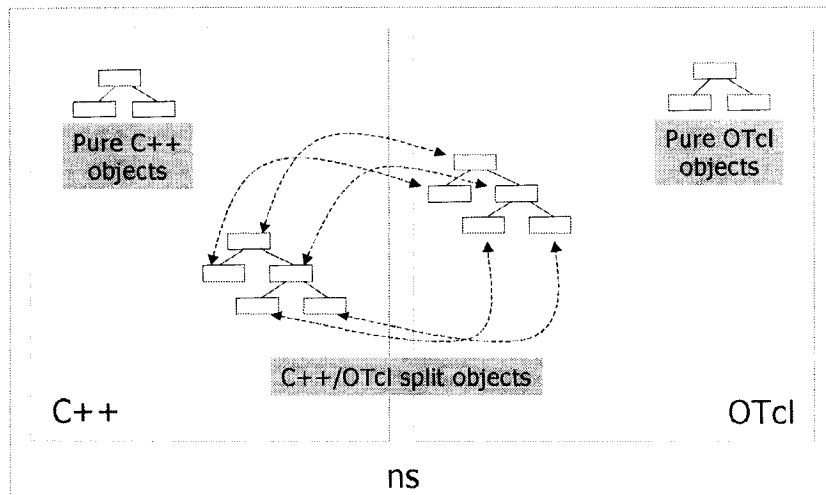 Pure C++
objects
Pure OTcl
objects
C++/OTcl split objects
C++
OTcl
ns